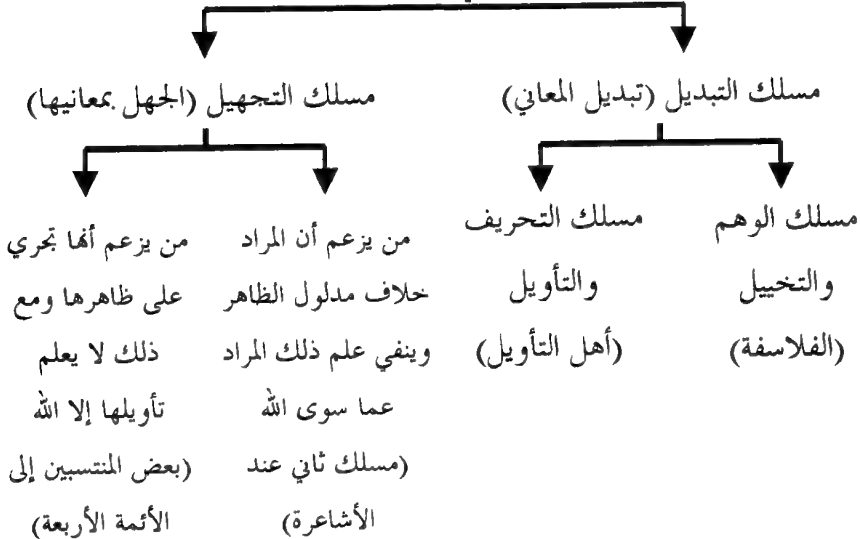 مسلك التبديل (تبديل المعاني)
مسلك التجهيل (الجهل بمعانيها)
مسلك الوهم
والتخييل
(الفلاسفة)
مسلك التحريف
والتأويل
(أهل التأويل)
من يزعم أن المراد
خلاف مدلول الظاهر
وينفي علم ذلك المراد
عما سوى الله
(مسلك ثاني عند
الأشاعرة)
من يزعم أنها تجري
على ظاهرها ومع
ذلك لا يعلم
تأويلها إلا الله
(بعض المنتسبين إلى
الأئمة الأربعة)